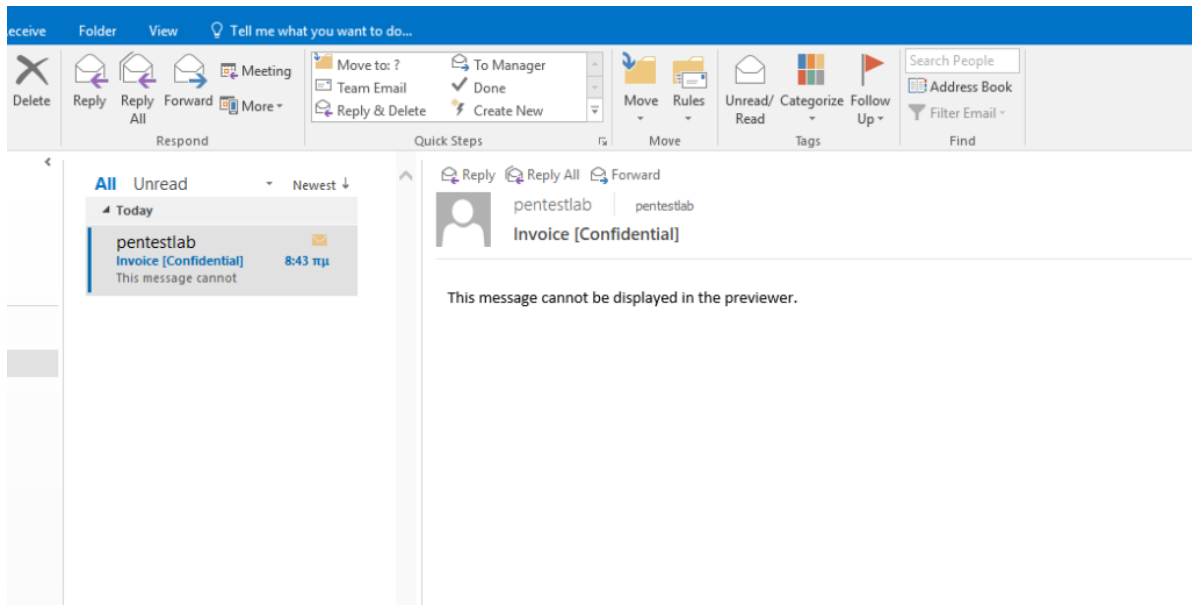 Folder View Tell me what you want to do...
Delete
Reply
Reply All
Forward
Meeting
More
Respond
Move to: ?
To Manager
Team Email
Done
Reply & Delete
Create New
Quick Steps
Move
Rules
Move
Unread/ Read
Categorize
Follow Up
Tags
Search People
Address Book
Filter Email
Find
All Unread Newest ↓
Today
pentestlab
Invoice [Confidential] 8:43 πμ
This message cannot
Reply Reply All Forward
pentestlab pentestlab
Invoice [Confidential]
This message cannot be displayed in the previewer.